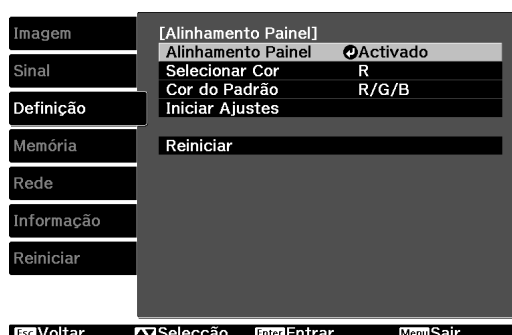 Imagem
Sinal
Definição
Memória
Rede
Informação
Reiniciar
[Alinhamento Painel]
Alinhamento Painel Activado
Selecionar Cor R
Cor do Padrão R/G/B
Iniciar Ajustes
Reiniciar
Esc Voltar Selecção Enter Entrar Menu Sair